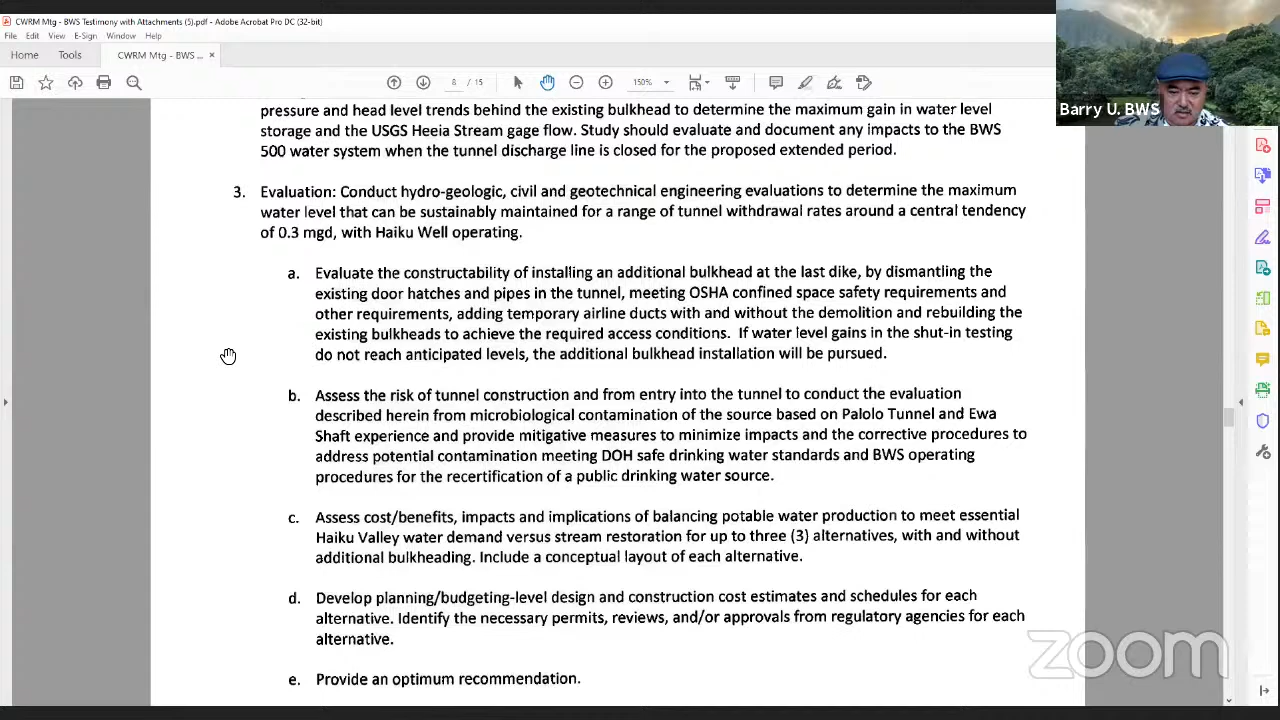 CWRM Mtg - BWS Testimony with Attachments (5).pdf - Adobe Acrobat Pro DC (32-bit)
File Edit View E-Sign Window Help
Home Tools CWRM Mtg - BWS ... ×
8 / 15 150%
Barry U. BWS
pressure and head level trends behind the existing bulkhead to determine the maximum gain in water level
storage and the USGS Heeia Stream gage flow. Study should evaluate and document any impacts to the BWS
500 water system when the tunnel discharge line is closed for the proposed extended period.
3. Evaluation: Conduct hydro-geologic, civil and geotechnical engineering evaluations to determine the maximum
water level that can be sustainably maintained for a range of tunnel withdrawal rates around a central tendency
of 0.3 mgd, with Haiku Well operating.
a. Evaluate the constructability of installing an additional bulkhead at the last dike, by dismantling the
existing door hatches and pipes in the tunnel, meeting OSHA confined space safety requirements and
other requirements, adding temporary airline ducts with and without the demolition and rebuilding the
existing bulkheads to achieve the required access conditions. If water level gains in the shut-in testing
do not reach anticipated levels, the additional bulkhead installation will be pursued.
b. Assess the risk of tunnel construction and from entry into the tunnel to conduct the evaluation
described herein from microbiological contamination of the source based on Palolo Tunnel and Ewa
Shaft experience and provide mitigative measures to minimize impacts and the corrective procedures to
address potential contamination meeting DOH safe drinking water standards and BWS operating
procedures for the recertification of a public drinking water source.
c. Assess cost/benefits, impacts and implications of balancing potable water production to meet essential
Haiku Valley water demand versus stream restoration for up to three (3) alternatives, with and without
additional bulkheading. Include a conceptual layout of each alternative.
d. Develop planning/budgeting-level design and construction cost estimates and schedules for each
alternative. Identify the necessary permits, reviews, and/or approvals from regulatory agencies for each
alternative.
e. Provide an optimum recommendation.
zoom